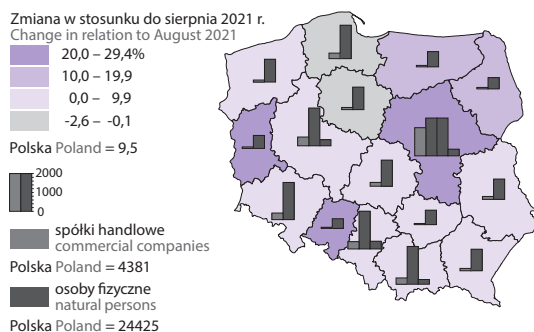 Zmiana w stosunku do sierpnia 2021 r.
Change in relation to August 2021
20,0 – 29,4%
10,0 – 19,9
0,0 – 9,9
-2,6 – -0,1
Polska Poland = 9,5
2000
1000
0
spółki handlowe
commercial companies
Polska Poland = 4381
osoby fizyczne
natural persons
Polska Poland = 24425